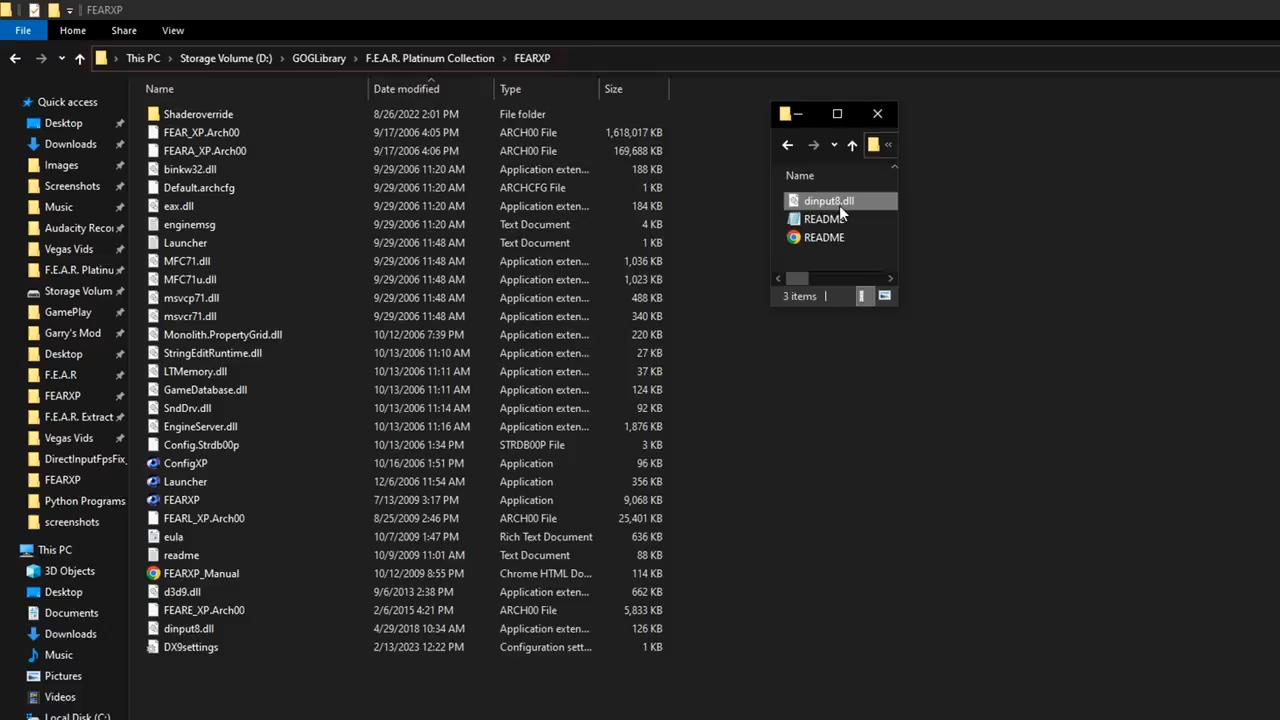 FEARXP
File Home Share View
This PC Storage Volume (D:) GOGLibrary F.E.A.R. Platinum Collection FEARXP
Name Date modified Type Size
Quick access
Desktop
Downloads
Images
Screenshots
Music
Audacity Recor
Vegas Vids
F.E.A.R. Platinu
Storage Volum
GamePlay
Garry's Mod
Desktop
F.E.A.R
FEARXP
F.E.A.R. Extract
Vegas Vids
DirectInputFpsFix_
FEARXP
Python Programs
screenshots
This PC
3D Objects
Desktop
Documents
Downloads
Music
Pictures
Videos
Local Disk (C:)
Shaderoverride 8/26/2022 2:01 PM File folder
FEAR_XP.Arch00 9/17/2006 4:05 PM ARCH00 File 1,618,017 KB
FEARA_XP.Arch00 9/17/2006 4:06 PM ARCH00 File 169,688 KB
binkw32.dll 9/29/2006 11:20 AM Application exten... 188 KB
Default.archcfg 9/29/2006 11:20 AM ARCHCFG File 1 KB
eax.dll 9/29/2006 11:20 AM Application exten... 184 KB
enginemsg 9/29/2006 11:20 AM Text Document 4 KB
Launcher 9/29/2006 11:48 AM Text Document 1 KB
MFC71.dll 9/29/2006 11:48 AM Application exten... 1,036 KB
MFC71u.dll 9/29/2006 11:48 AM Application exten... 1,023 KB
msvcp71.dll 9/29/2006 11:48 AM Application exten... 488 KB
msvcr71.dll 9/29/2006 11:48 AM Application exten... 340 KB
Monolith.PropertyGrid.dll 10/12/2006 7:39 PM Application exten... 220 KB
StringEditRuntime.dll 10/13/2006 11:10 AM Application exten... 27 KB
LTMemory.dll 10/13/2006 11:11 AM Application exten... 37 KB
GameDatabase.dll 10/13/2006 11:11 AM Application exten... 124 KB
SndDrv.dll 10/13/2006 11:14 AM Application exten... 92 KB
EngineServer.dll 10/13/2006 11:16 AM Application exten... 1,876 KB
Config.Strdb00p 10/13/2006 1:34 PM STRDB00P File 3 KB
ConfigXP 10/16/2006 1:51 PM Application 96 KB
Launcher 12/6/2006 11:54 AM Application 356 KB
FEARXP 7/13/2009 3:17 PM Application 9,068 KB
FEARL_XP.Arch00 8/25/2009 2:46 PM ARCH00 File 25,401 KB
eula 10/7/2009 1:47 PM Rich Text Document 636 KB
readme 10/9/2009 11:01 AM Text Document 88 KB
FEARXP_Manual 10/12/2009 8:55 PM Chrome HTML Do... 114 KB
d3d9.dll 9/6/2013 2:38 PM Application exten... 662 KB
FEARE_XP.Arch00 2/6/2015 4:21 PM ARCH00 File 5,833 KB
dinput8.dll 4/29/2018 10:34 AM Application exten... 126 KB
DX9settings 2/13/2023 12:22 PM Configuration sett... 1 KB
Name
dinput8.dll
README
README
3 items